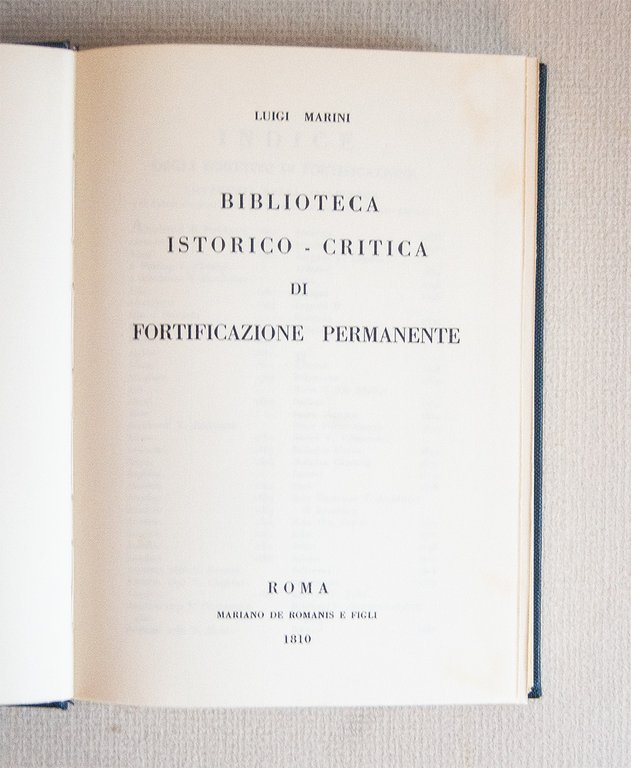 LUIGI MARINI
BIBLIOTECA
ISTORICO - CRITICA
DI
FORTIFICAZIONE PERMANENTE
ROMA
MARIANO DE ROMANIS E FIGLI
1810